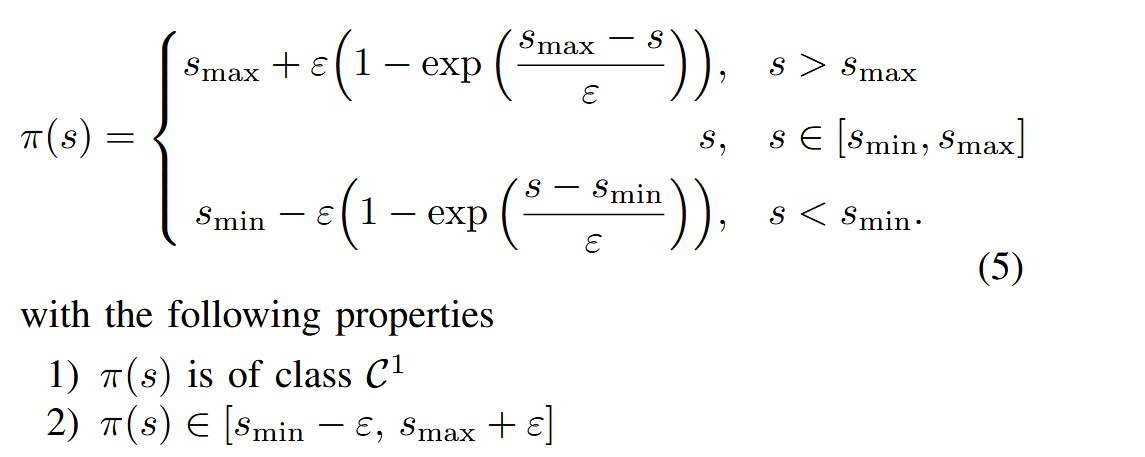 s_max + ε(1 − exp((s_max − s)/ε)), s > s_max
π(s) = { s, s ∈ [s_min, s_max]
s_min − ε(1 − exp((s − s_min)/ε)), s < s_min.
(5)
with the following properties
1) π(s) is of class 𝒞¹
2) π(s) ∈ [s_min − ε, s_max + ε]